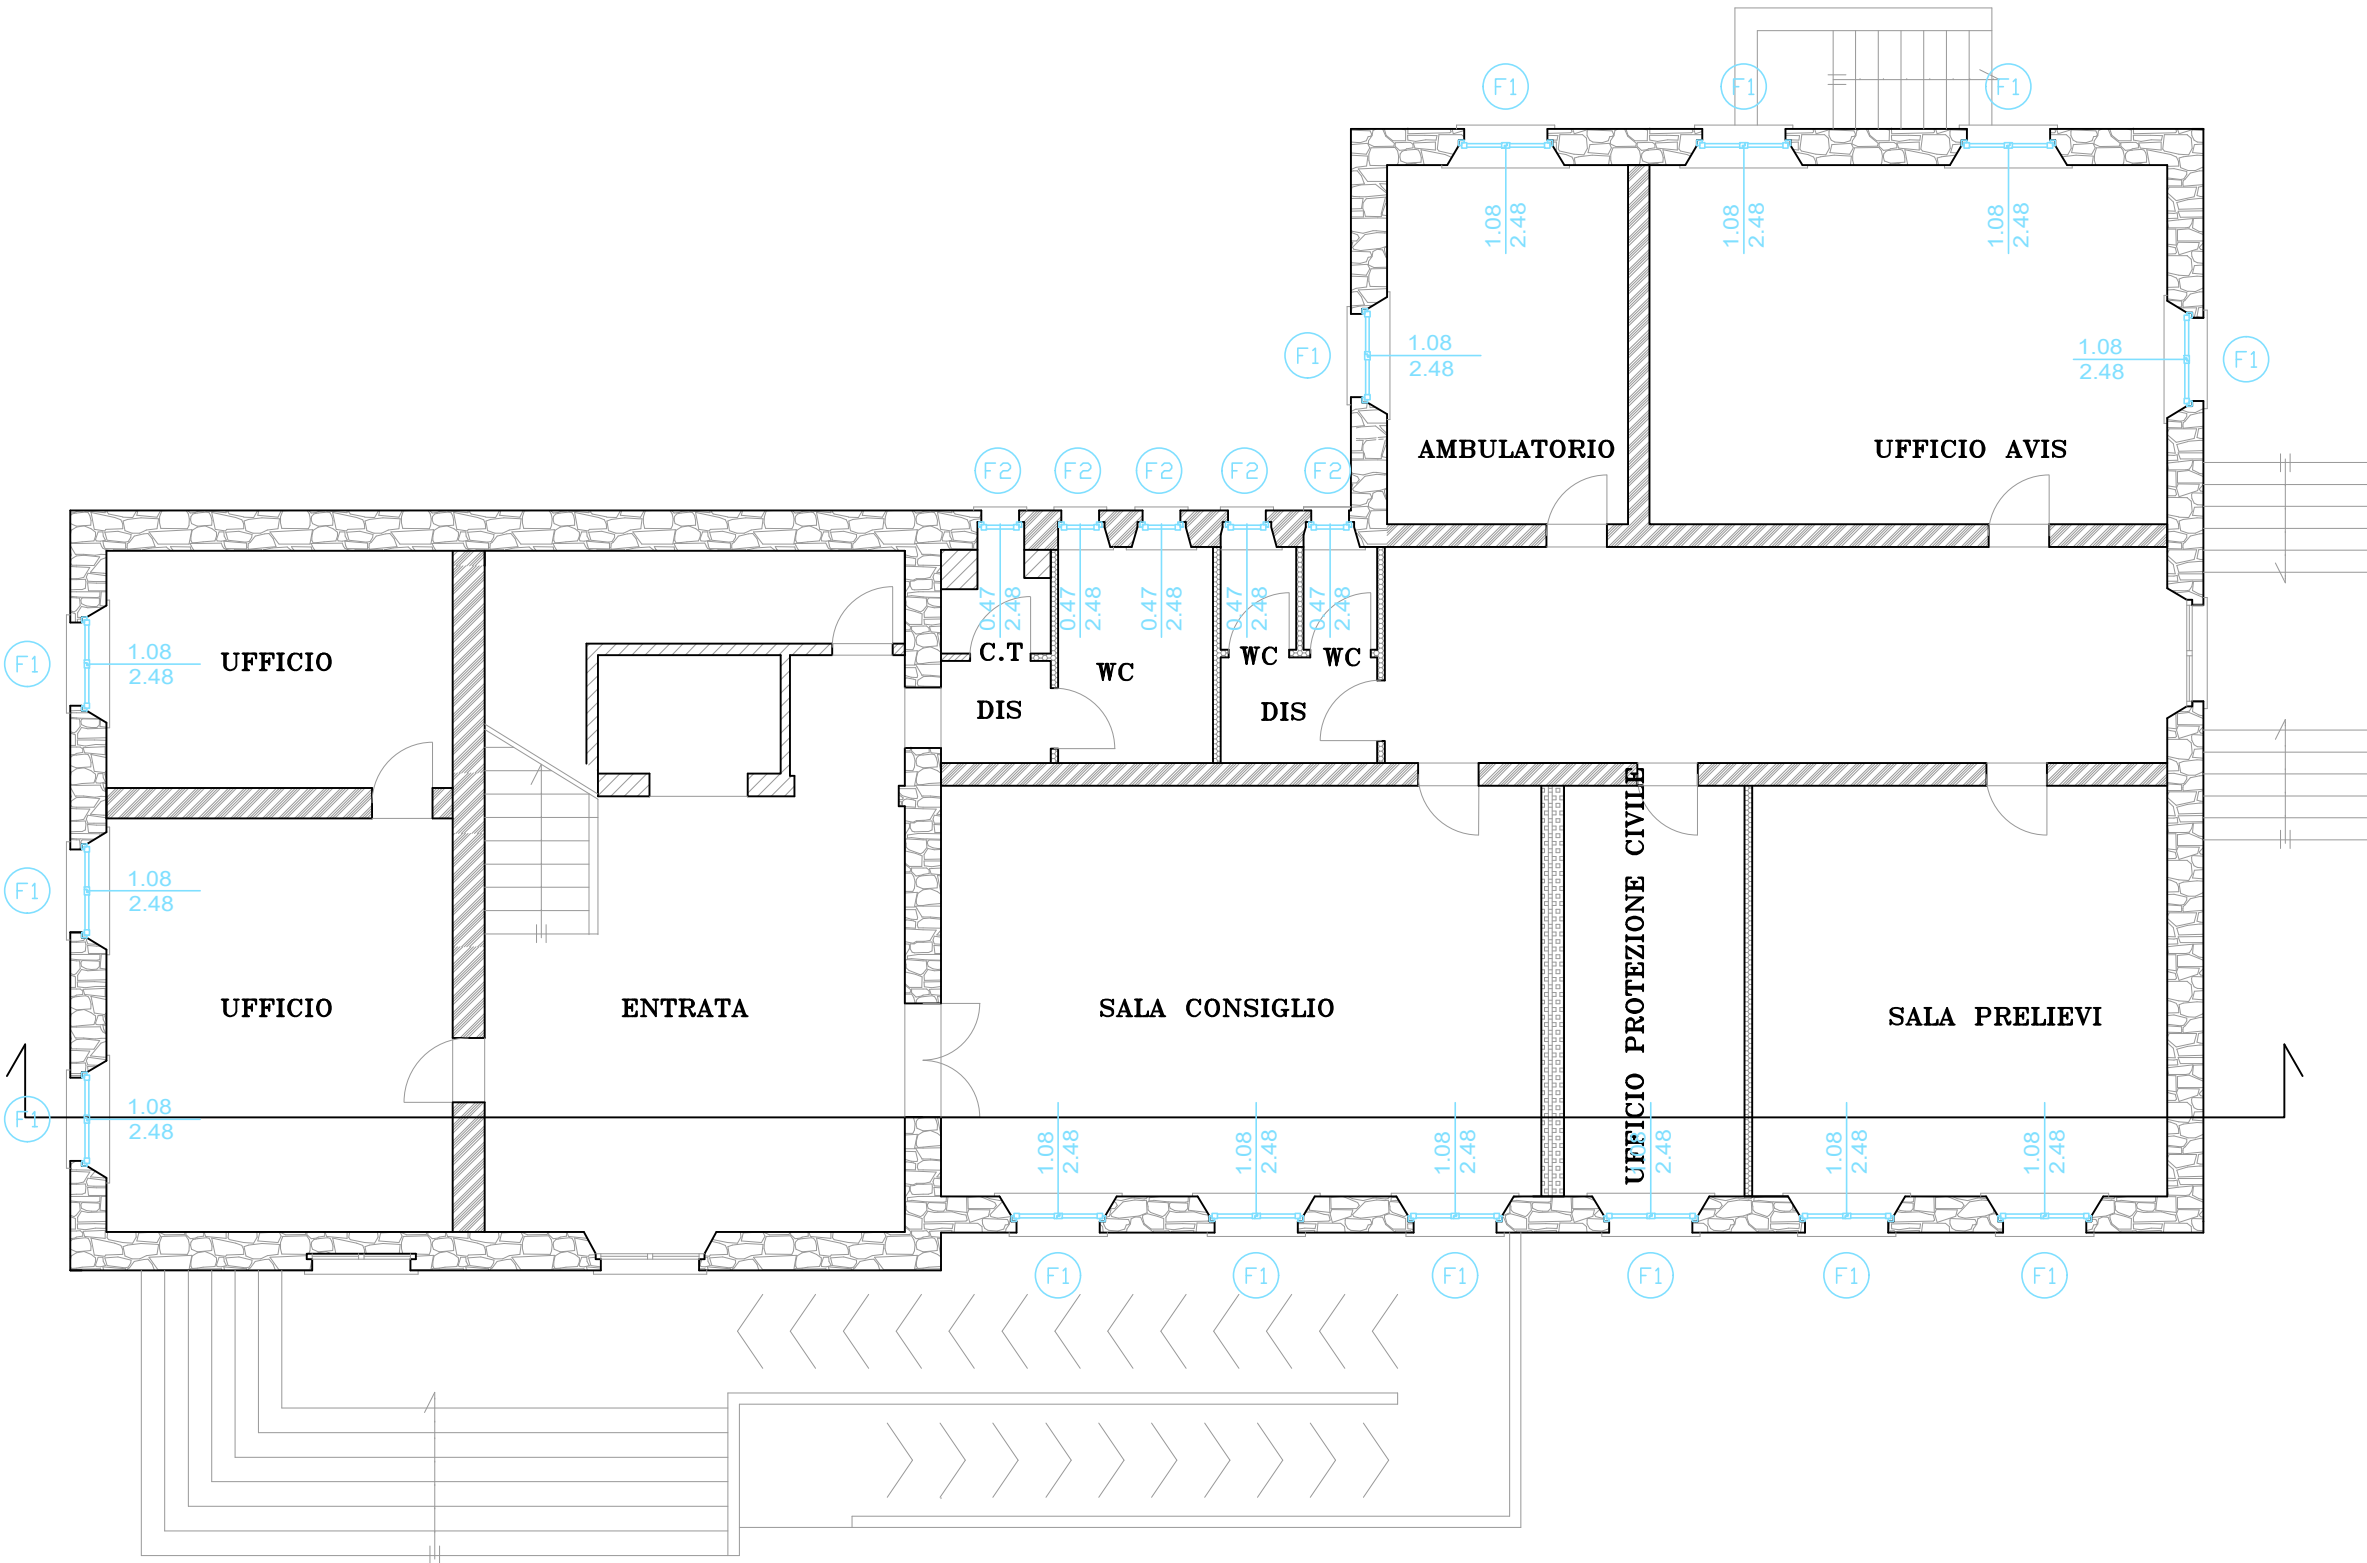 F1
F1
F1
1.08
2.48
1.08
2.48
1.08
2.48
F1
1.08
2.48
1.08
2.48
F1
AMBULATORIO
UFFICIO AVIS
F2
F2
F2
F2
F2
0.47
2.48
0.47
2.48
0.47
2.48
0.47
2.48
0.47
2.48
F1
1.08
2.48
UFFICIO
C.T
WC
WC
WC
DIS
DIS
F1
1.08
2.48
UFFICIO
ENTRATA
SALA CONSIGLIO
UFFICIO PROTEZIONE CIVILE
SALA PRELIEVI
F1
1.08
2.48
1.08
2.48
1.08
2.48
1.08
2.48
1.08
2.48
1.08
2.48
1.08
2.48
F1
F1
F1
F1
F1
F1